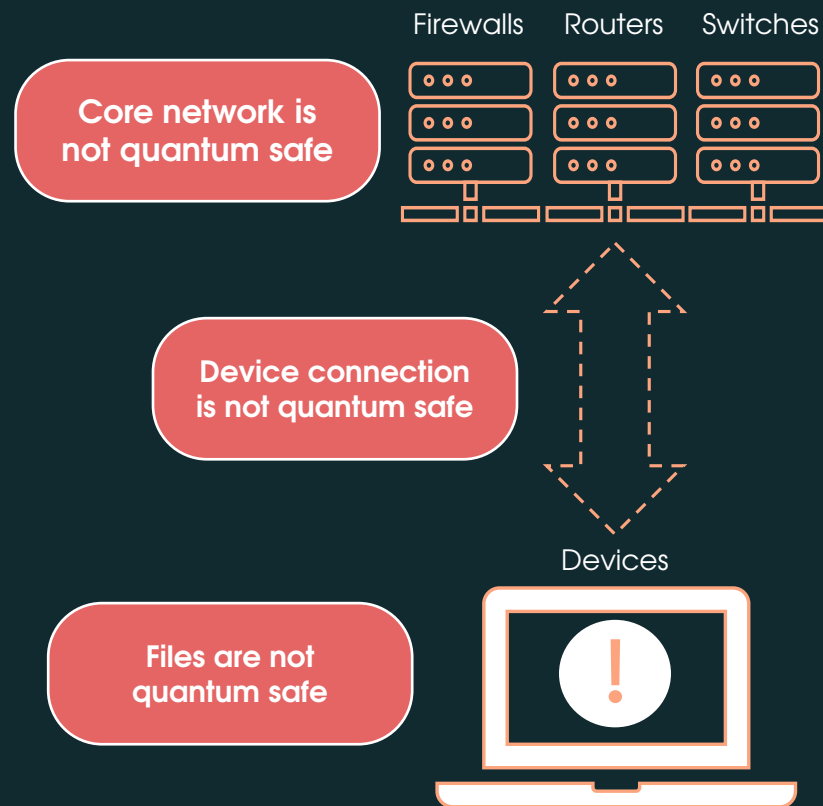 Firewalls Routers Switches
Core network is
not quantum safe
Device connection
is not quantum safe
Devices
!
Files are not
quantum safe